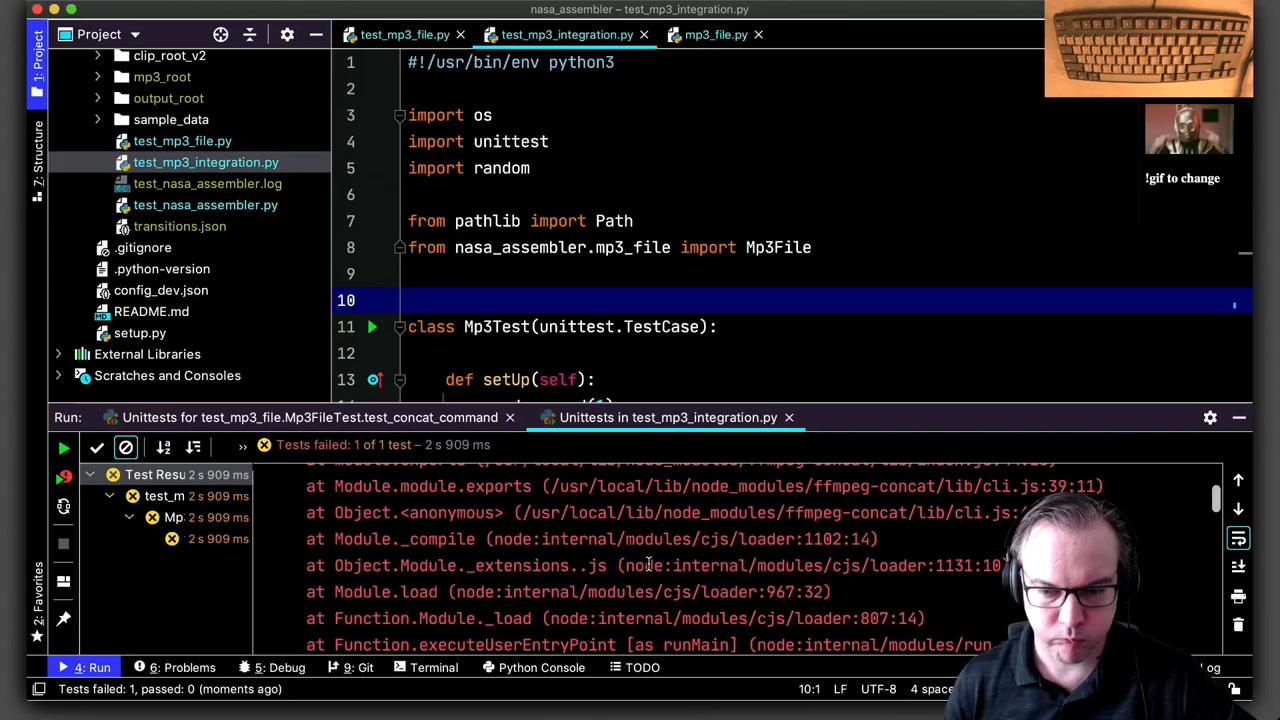 nasa_assembler – test_mp3_integration.py
Project
test_mp3_file.py
test_mp3_integration.py
mp3_file.py
1: Project
7: Structure
2: Favorites
clip_root_v2
mp3_root
output_root
sample_data
test_mp3_file.py
test_mp3_integration.py
test_nasa_assembler.log
test_nasa_assembler.py
transitions.json
.gitignore
.python-version
config_dev.json
README.md
setup.py
External Libraries
Scratches and Consoles
1 #!/usr/bin/env python3
2
3 import os
4 import unittest
5 import random
6
7 from pathlib import Path
8 from nasa_assembler.mp3_file import Mp3File
9
10
11 class Mp3Test(unittest.TestCase):
12
13 def setUp(self):
!gif to change
Run:
Unittests for test_mp3_file.Mp3FileTest.test_concat_command
Unittests in test_mp3_integration.py
Tests failed: 1 of 1 test – 2 s 909 ms
Test Resu 2 s 909 ms
test_m 2 s 909 ms
Mp 2 s 909 ms
2 s 909 ms
at Module.module.exports (/usr/local/lib/node_modules/ffmpeg-concat/lib/cli.js:39:11)
at Object.<anonymous> (/usr/local/lib/node_modules/ffmpeg-concat/lib/cli.js:
at Module._compile (node:internal/modules/cjs/loader:1102:14)
at Object.Module._extensions..js (node:internal/modules/cjs/loader:1131:10)
at Module.load (node:internal/modules/cjs/loader:967:32)
at Function.Module._load (node:internal/modules/cjs/loader:807:14)
at Function.executeUserEntryPoint [as runMain] (node:internal/modules/run
4: Run
6: Problems
5: Debug
9: Git
Terminal
Python Console
TODO
Log
Tests failed: 1, passed: 0 (moments ago)
10:1 LF UTF-8 4 space